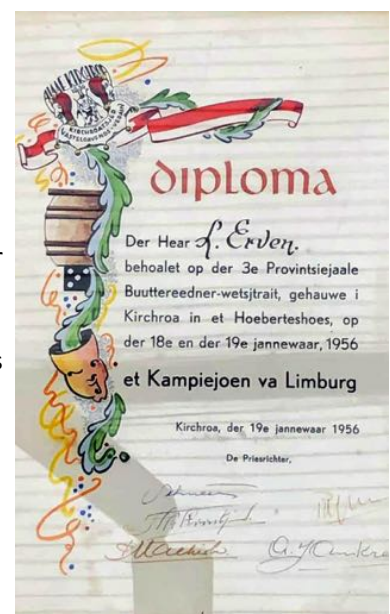 diploma
Der Hear L. Erven.
behoalet op der 3e Provintsiejaale
Buuttereedner-wetsjtrait, gehauwe i
Kirchroa in et Hoeberteshoes, op
der 18e en der 19e jannewaar, 1956
et Kampiejoen va Limburg
Kirchroa, der 19e jannewaar 1956
De Priesrichter,